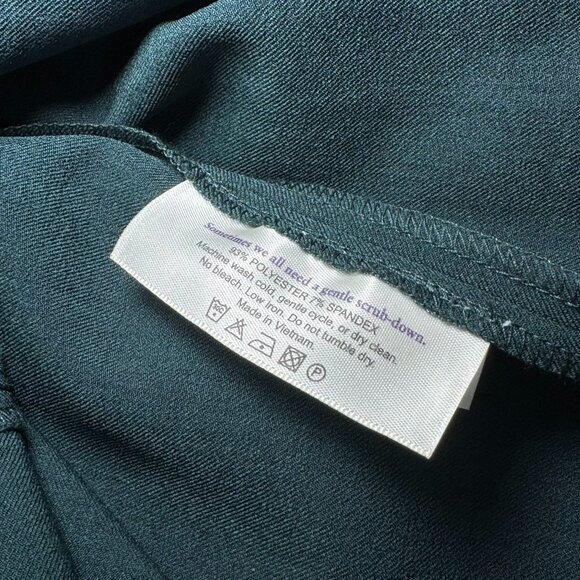 Sometimes we all need a gentle scrub-down.
93% POLYESTER 7% SPANDEX
Machine wash cold, gentle cycle, or dry clean.
No bleach. Low iron. Do not tumble dry.
Made in Vietnam.